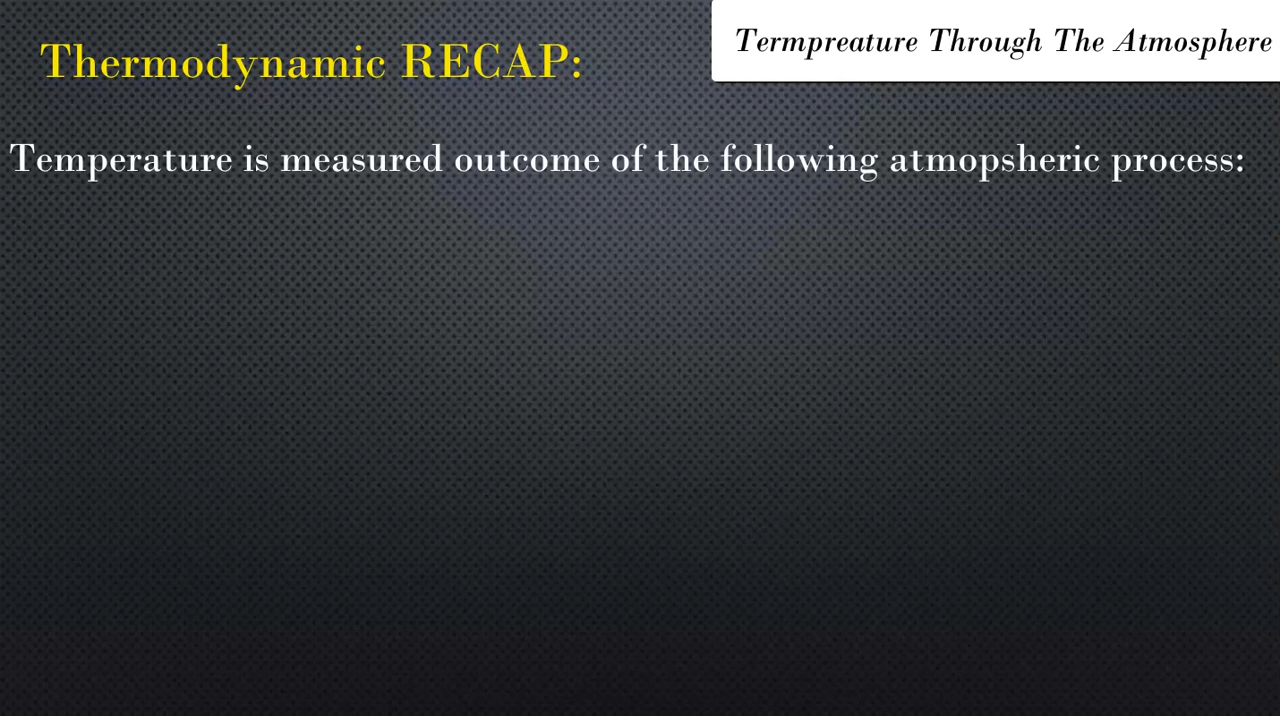 Termpreature Through The Atmosphere
Thermodynamic RECAP:
Temperature is measured outcome of the following atmopsheric process: